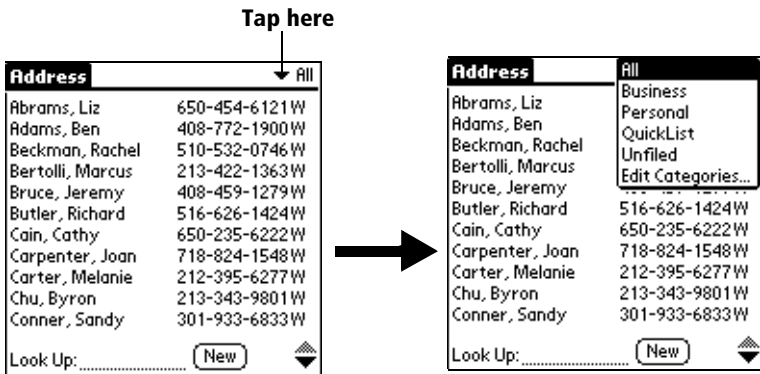 Tap here
Address All
Abrams, Liz 650-454-6121W
Adams, Ben 408-772-1900W
Beckman, Rachel 510-532-0746W
Bertolli, Marcus 213-422-1363W
Bruce, Jeremy 408-459-1279W
Butler, Richard 516-626-1424W
Cain, Cathy 650-235-6222W
Carpenter, Joan 718-824-1548W
Carter, Melanie 212-395-6277W
Chu, Byron 213-343-9801W
Conner, Sandy 301-933-6833W
Look Up: New
Address All
Business
Abrams, Liz Personal
Adams, Ben QuickList
Beckman, Rachel Unfiled
Bertolli, Marcus Edit Categories...
Bruce, Jeremy
Butler, Richard 516-626-1424W
Cain, Cathy 650-235-6222W
Carpenter, Joan 718-824-1548W
Carter, Melanie 212-395-6277W
Chu, Byron 213-343-9801W
Conner, Sandy 301-933-6833W
Look Up: New